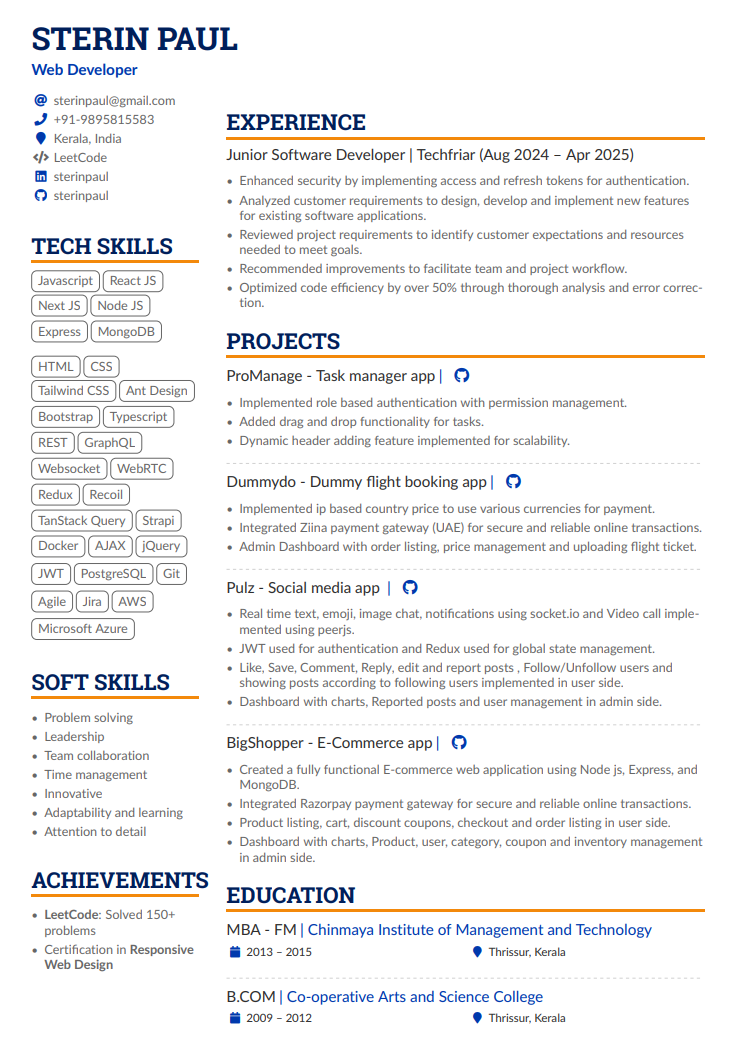 STERIN PAUL
Web Developer
sterinpaul@gmail.com
+91-9895815583
Kerala, India
LeetCode
sterinpaul
sterinpaul
TECH SKILLS
Javascript React JS
Next JS Node JS
Express MongoDB
HTML CSS
Tailwind CSS Ant Design
Bootstrap Typescript
REST GraphQL
Websocket WebRTC
Redux Recoil
TanStack Query Strapi
Docker AJAX jQuery
JWT PostgreSQL Git
Agile Jira AWS
Microsoft Azure
SOFT SKILLS
• Problem solving
• Leadership
• Team collaboration
• Time management
• Innovative
• Adaptability and learning
• Attention to detail
ACHIEVEMENTS
• LeetCode: Solved 150+
problems
• Certification in Responsive
Web Design
EXPERIENCE
Junior Software Developer | Techfriar (Aug 2024 – Apr 2025)
• Enhanced security by implementing access and refresh tokens for authentication.
• Analyzed customer requirements to design, develop and implement new features
for existing software applications.
• Reviewed project requirements to identify customer expectations and resources
needed to meet goals.
• Recommended improvements to facilitate team and project workflow.
• Optimized code efficiency by over 50% through thorough analysis and error correc-
tion.
PROJECTS
ProManage - Task manager app |
• Implemented role based authentication with permission management.
• Added drag and drop functionality for tasks.
• Dynamic header adding feature implemented for scalability.
Dummydo - Dummy flight booking app |
• Implemented ip based country price to use various currencies for payment.
• Integrated Ziina payment gateway (UAE) for secure and reliable online transactions.
• Admin Dashboard with order listing, price management and uploading flight ticket.
Pulz - Social media app |
• Real time text, emoji, image chat, notifications using socket.io and Video call imple-
mented using peerjs.
• JWT used for authentication and Redux used for global state management.
• Like, Save, Comment, Reply, edit and report posts , Follow/Unfollow users and
showing posts according to following users implemented in user side.
• Dashboard with charts, Reported posts and user management in admin side.
BigShopper - E-Commerce app |
• Created a fully functional E-commerce web application using Node js, Express, and
MongoDB.
• Integrated Razorpay payment gateway for secure and reliable online transactions.
• Product listing, cart, discount coupons, checkout and order listing in user side.
• Dashboard with charts, Product, user, category, coupon and inventory management
in admin side.
EDUCATION
MBA - FM | Chinmaya Institute of Management and Technology
2013 – 2015 Thrissur, Kerala
B.COM | Co-operative Arts and Science College
2009 – 2012 Thrissur, Kerala